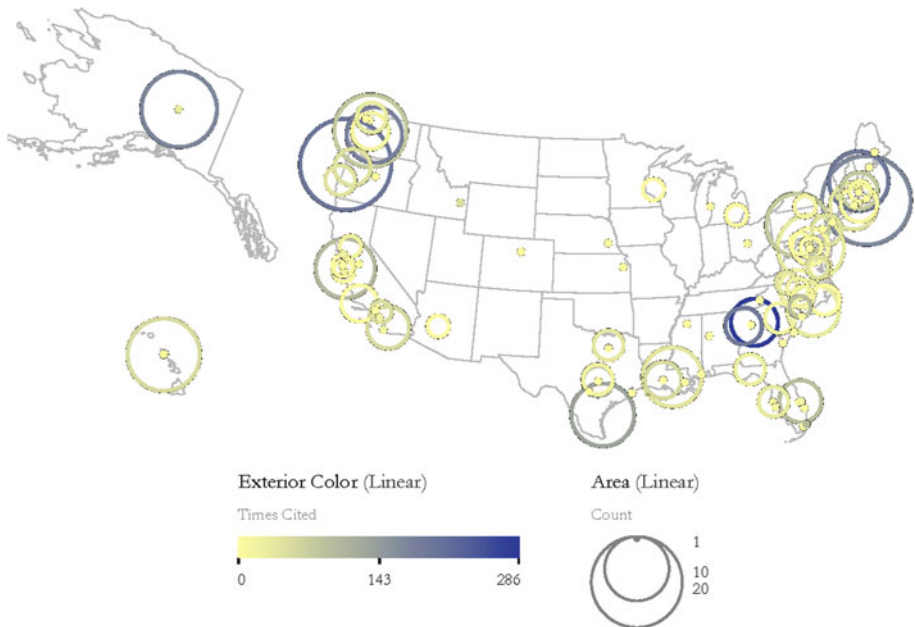 Exterior Color (Linear)
Times Cited
0 143 286
Area (Linear)
Count
1
10
20